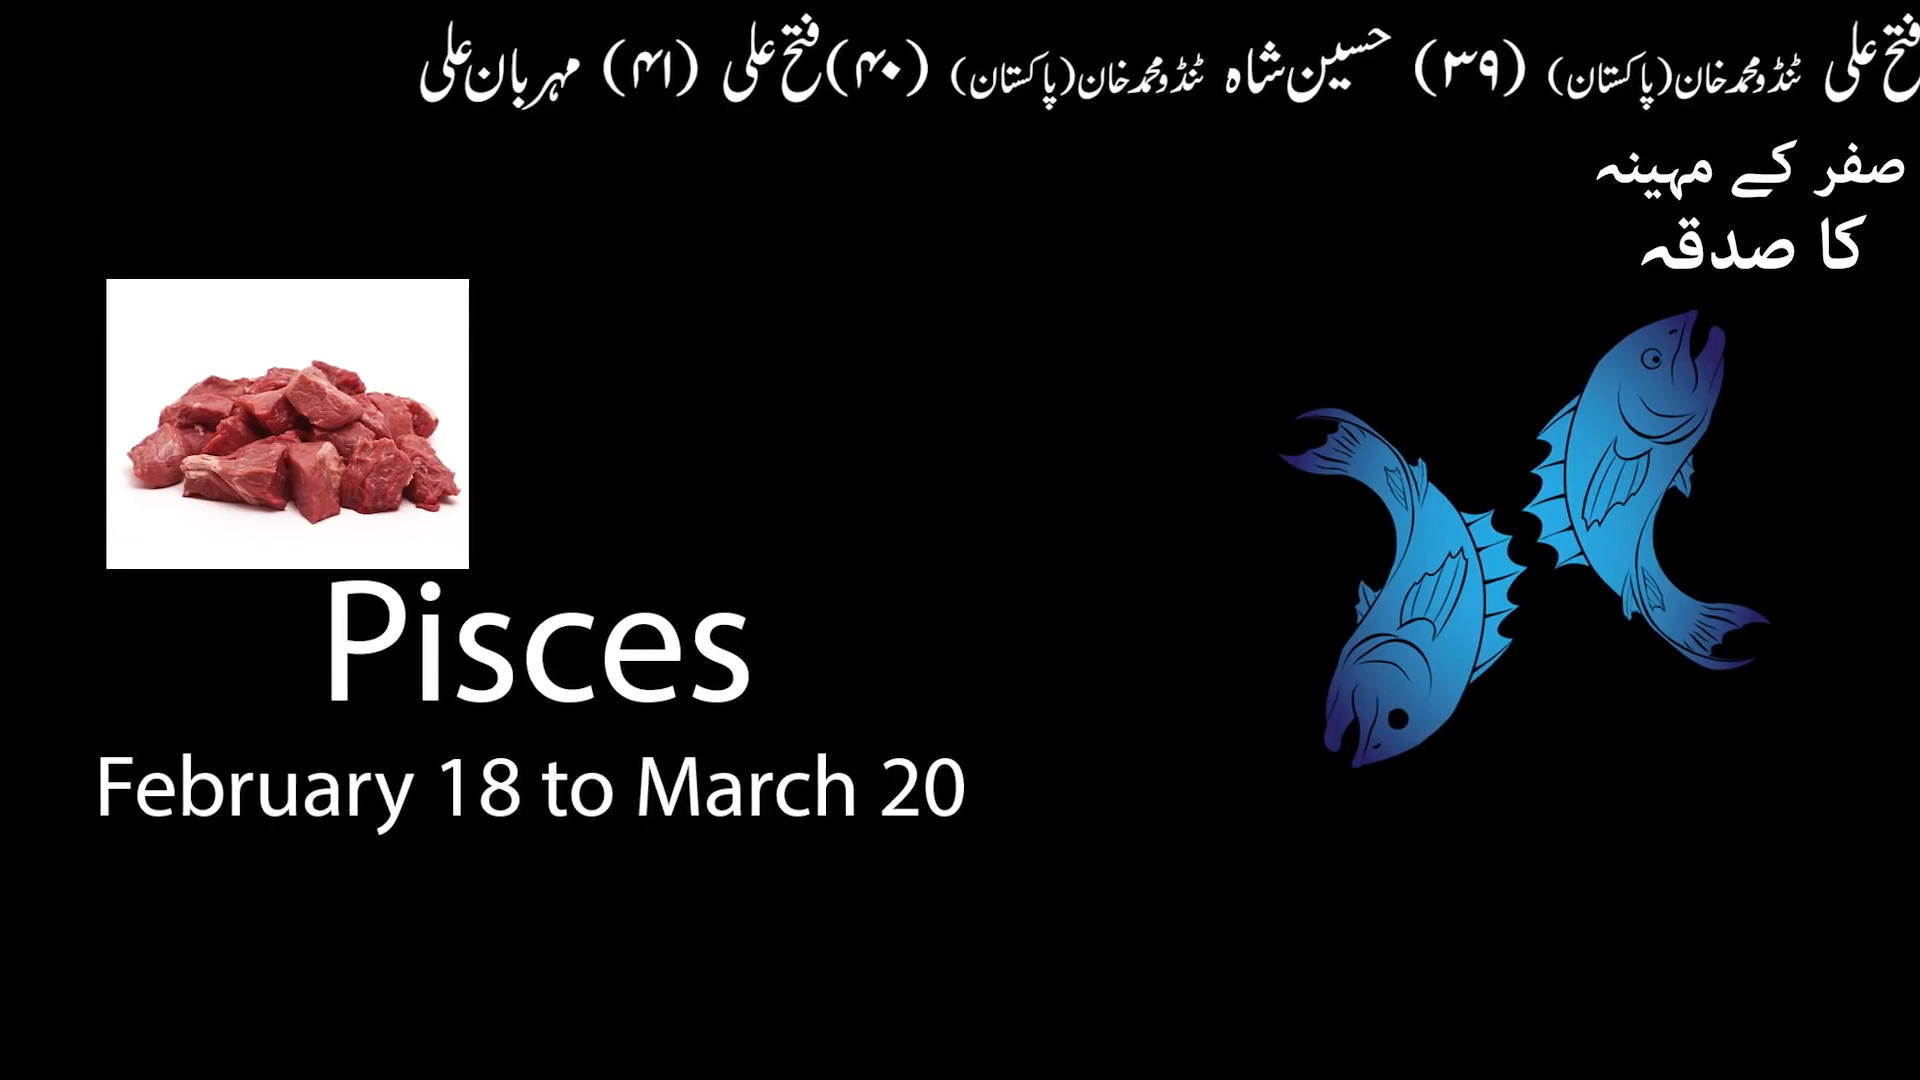 فتح علی ٹنڈو محمد خان (پاکستان) (۳۹) حسین شاہ ٹنڈو محمد خان (پاکستان) (۴۰) فتح علی (۴۱) مہربان علی
صفر کے مہینہ
کا صدقہ
Pisces
February 18 to March 20